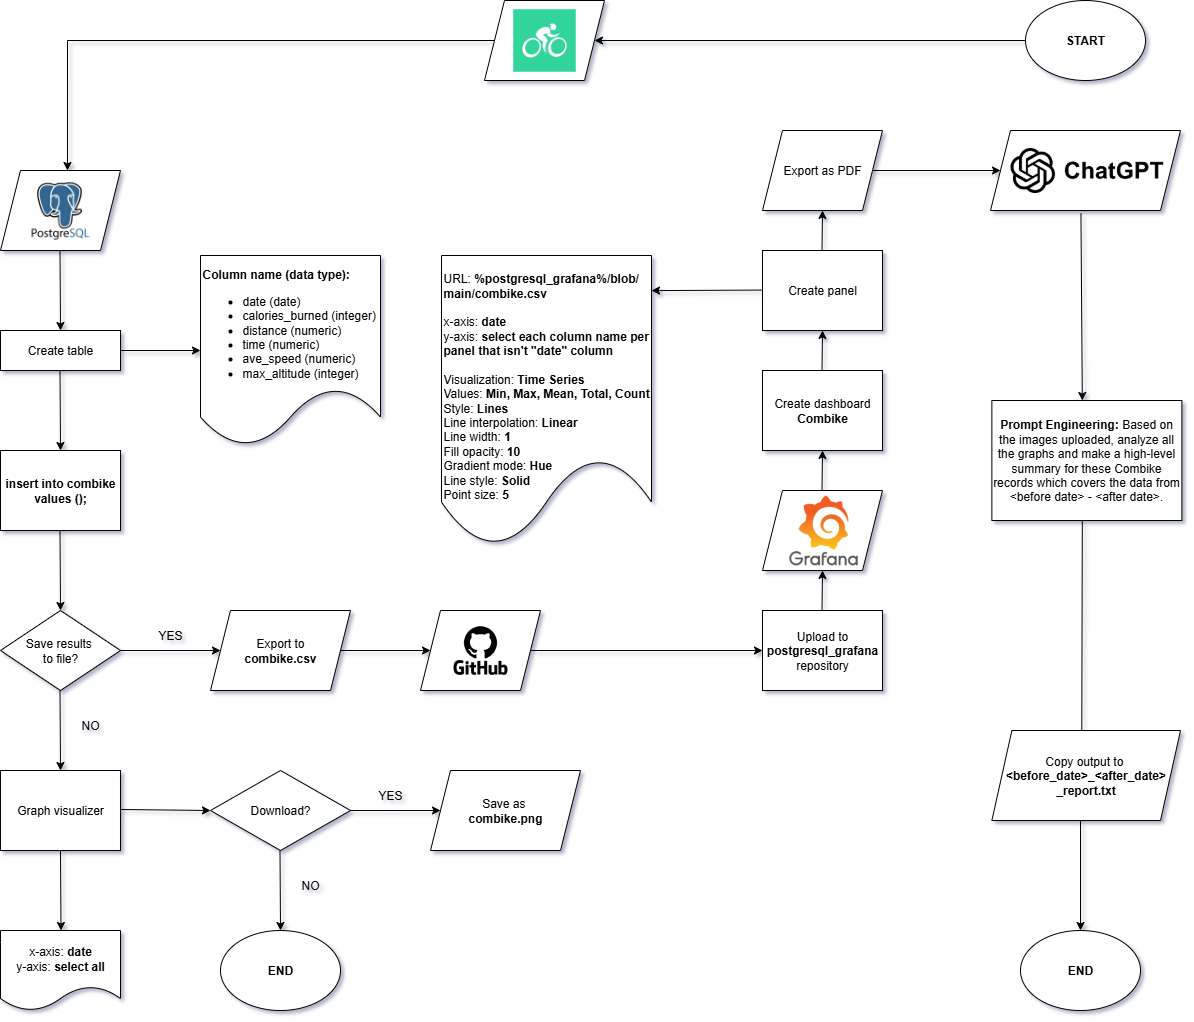 START
PostgreSQL
Export as PDF
ChatGPT
Column name (data type):
date (date)
calories_burned (integer)
distance (numeric)
time (numeric)
ave_speed (numeric)
max_altitude (integer)
Create table
URL: %postgresql_grafana%/blob/
main/combike.csv
x-axis: date
y-axis: select each column name per
panel that isn't "date" column
Visualization: Time Series
Values: Min, Max, Mean, Total, Count
Style: Lines
Line interpolation: Linear
Line width: 1
Fill opacity: 10
Gradient mode: Hue
Line style: Solid
Point size: 5
Create panel
Create dashboard
Combike
Prompt Engineering: Based on
the images uploaded, analyze all
the graphs and make a high-level
summary for these Combike
records which covers the data from
<before date> - <after date>.
insert into combike
values ();
Grafana
Save results
to file?
YES
Export to
combike.csv
GitHub
Upload to
postgresql_grafana
repository
NO
Graph visualizer
Download?
YES
Save as
combike.png
Copy output to
<before_date>_<after_date>
_report.txt
NO
x-axis: date
y-axis: select all
END
END